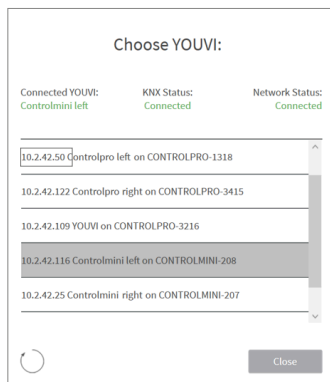 Choose YOUVI:
Connected YOUVI: KNX Status: Network Status:
Controlmini left Connected Connected
10.2.42.50 Controlpro left on CONTROLPRO-1318
10.2.42.122 Controlpro right on CONTROLPRO-3415
10.2.42.109 YOUVI on CONTROLPRO-3216
10.2.42.116 Controlmini left on CONTROLMINI-208
10.2.42.25 Controlmini right on CONTROLMINI-207
Close